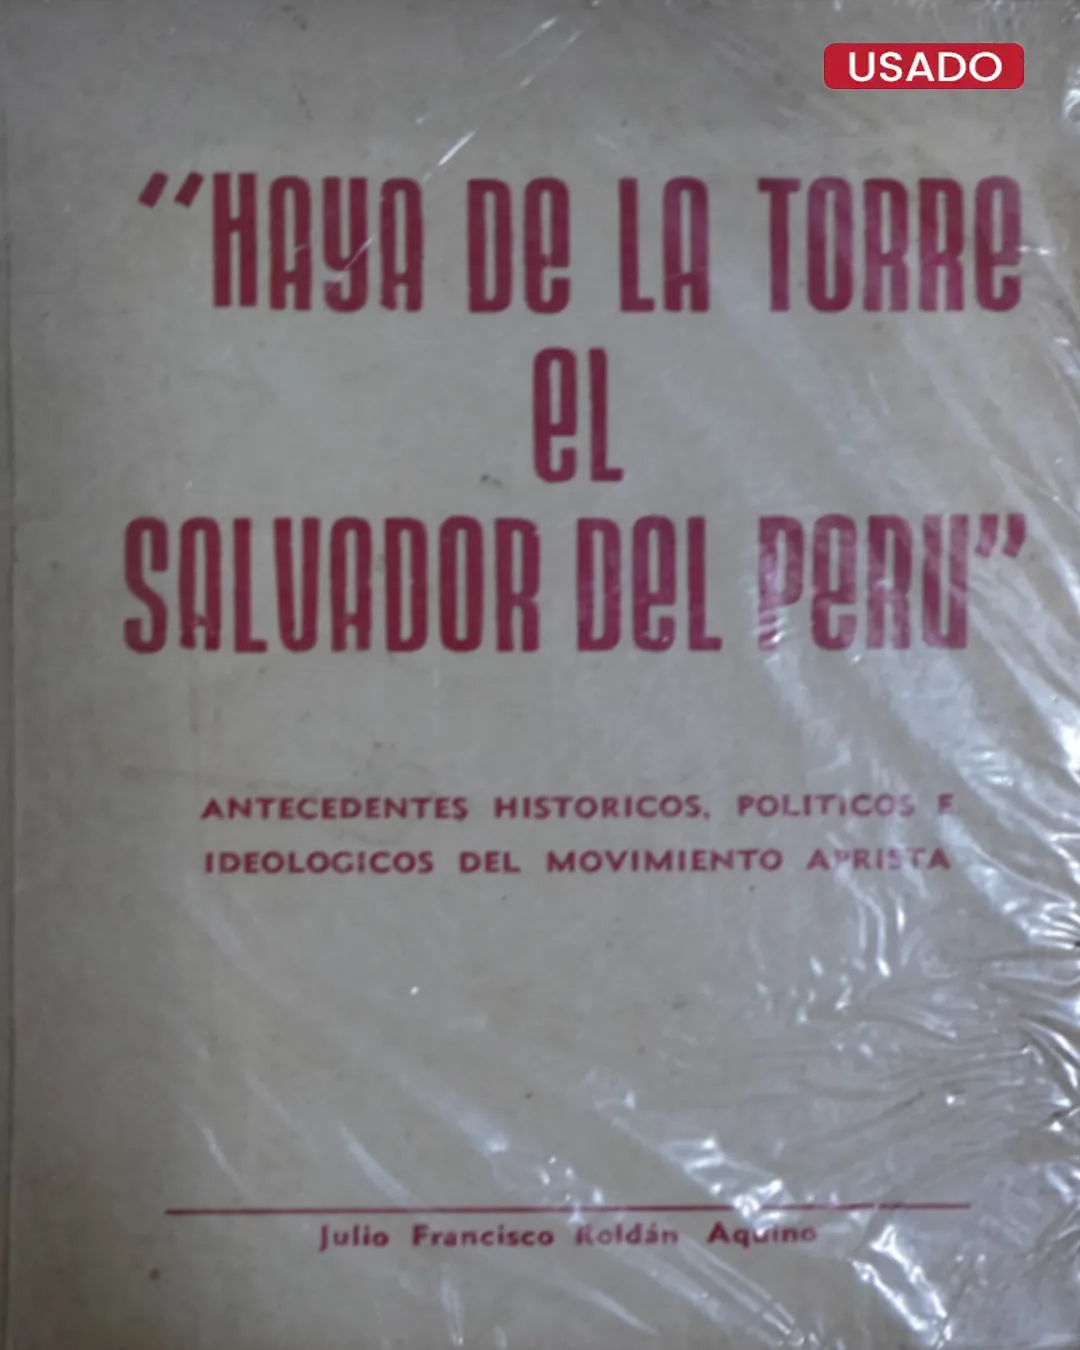 USADO
"HAYA DE LA TORRE
EL
SALVADOR DEL PERU"
ANTECEDENTES HISTORICOS, POLITICOS E
IDEOLOGICOS DEL MOVIMIENTO APRISTA
Julio Francisco Roldán Aquino